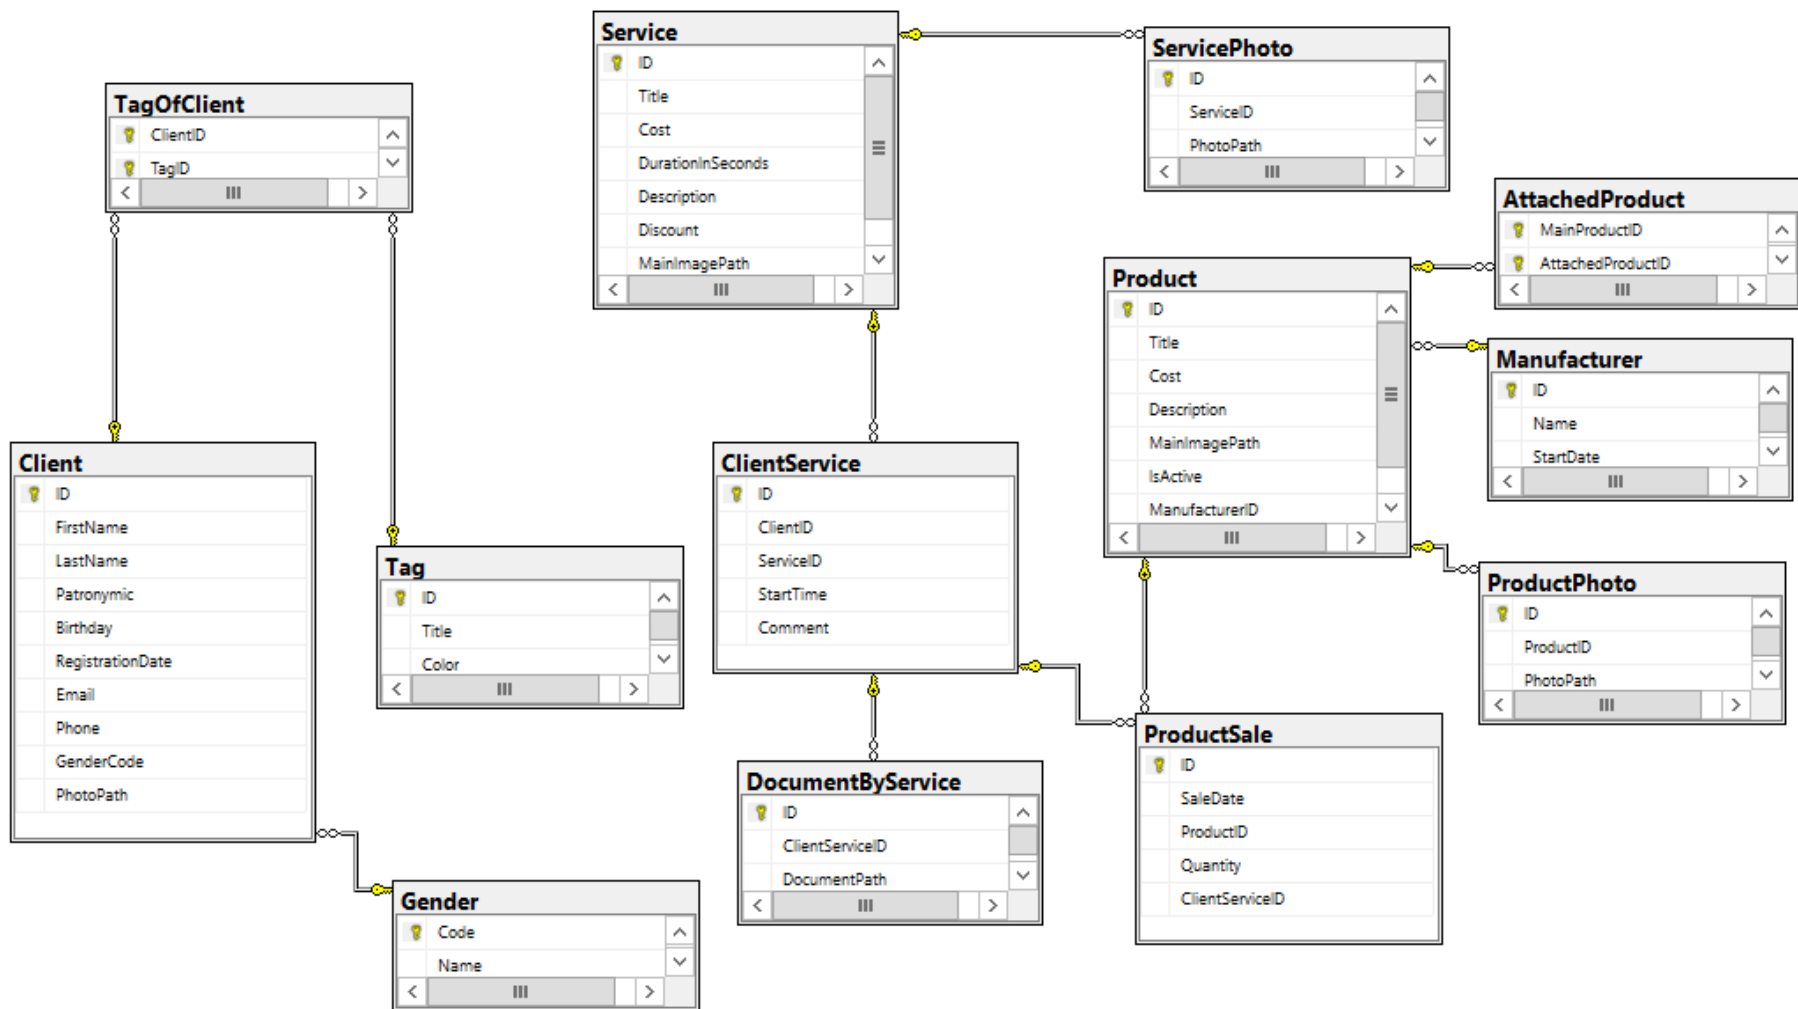 Service
ID
Title
Cost
DurationInSeconds
Description
Discount
MainImagePath
ServicePhoto
ID
ServiceID
PhotoPath
TagOfClient
ClientID
TagID
AttachedProduct
MainProductID
AttachedProductID
Product
ID
Title
Cost
Description
MainImagePath
IsActive
ManufacturerID
Manufacturer
ID
Name
StartDate
Client
ID
FirstName
LastName
Patronymic
Birthday
RegistrationDate
Email
Phone
GenderCode
PhotoPath
ClientService
ID
ClientID
ServiceID
StartTime
Comment
Tag
ID
Title
Color
ProductPhoto
ID
ProductID
PhotoPath
ProductSale
ID
SaleDate
ProductID
Quantity
ClientServiceID
DocumentByService
ID
ClientServiceID
DocumentPath
Gender
Code
Name